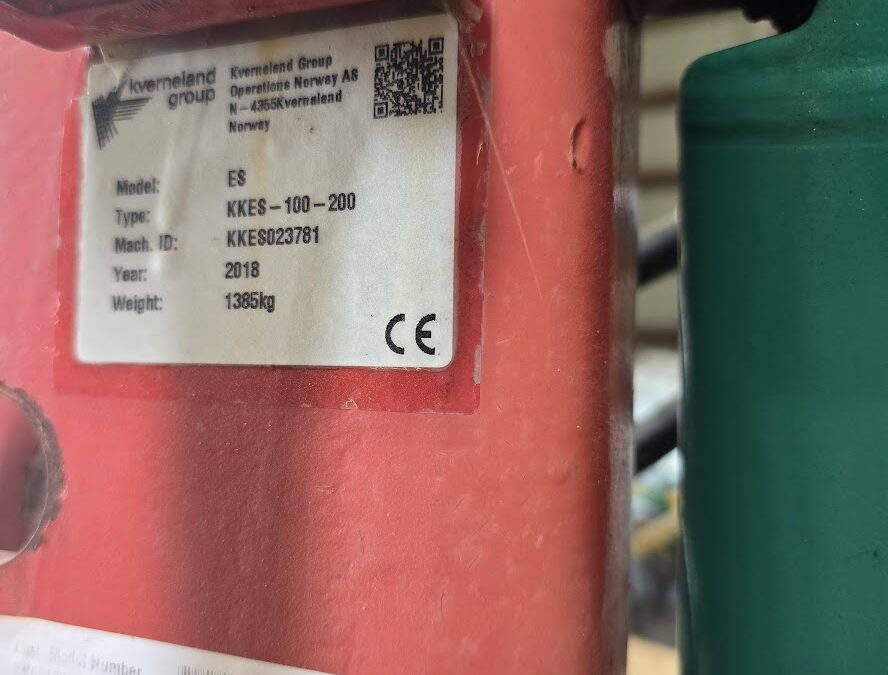 kverneland
group
Kverneland Group
Operations Norway AS
N-4355Kverneland
Norway
Model: ES
Type: KKES-100-200
Mach. ID: KKES023781
Year: 2018
Weight: 1385kg
CE
Number